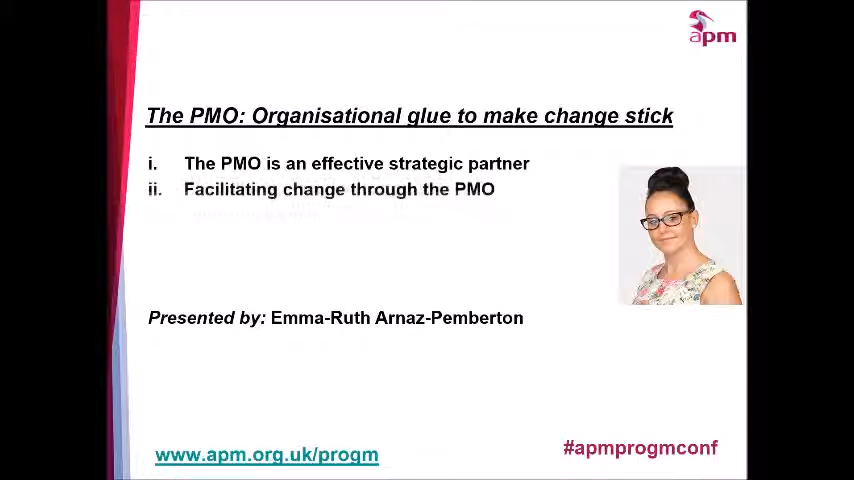 apm
The PMO: Organisational glue to make change stick
i. The PMO is an effective strategic partner
ii. Facilitating change through the PMO
Presented by: Emma-Ruth Arnaz-Pemberton
www.apm.org.uk/progm
#apmprogmconf